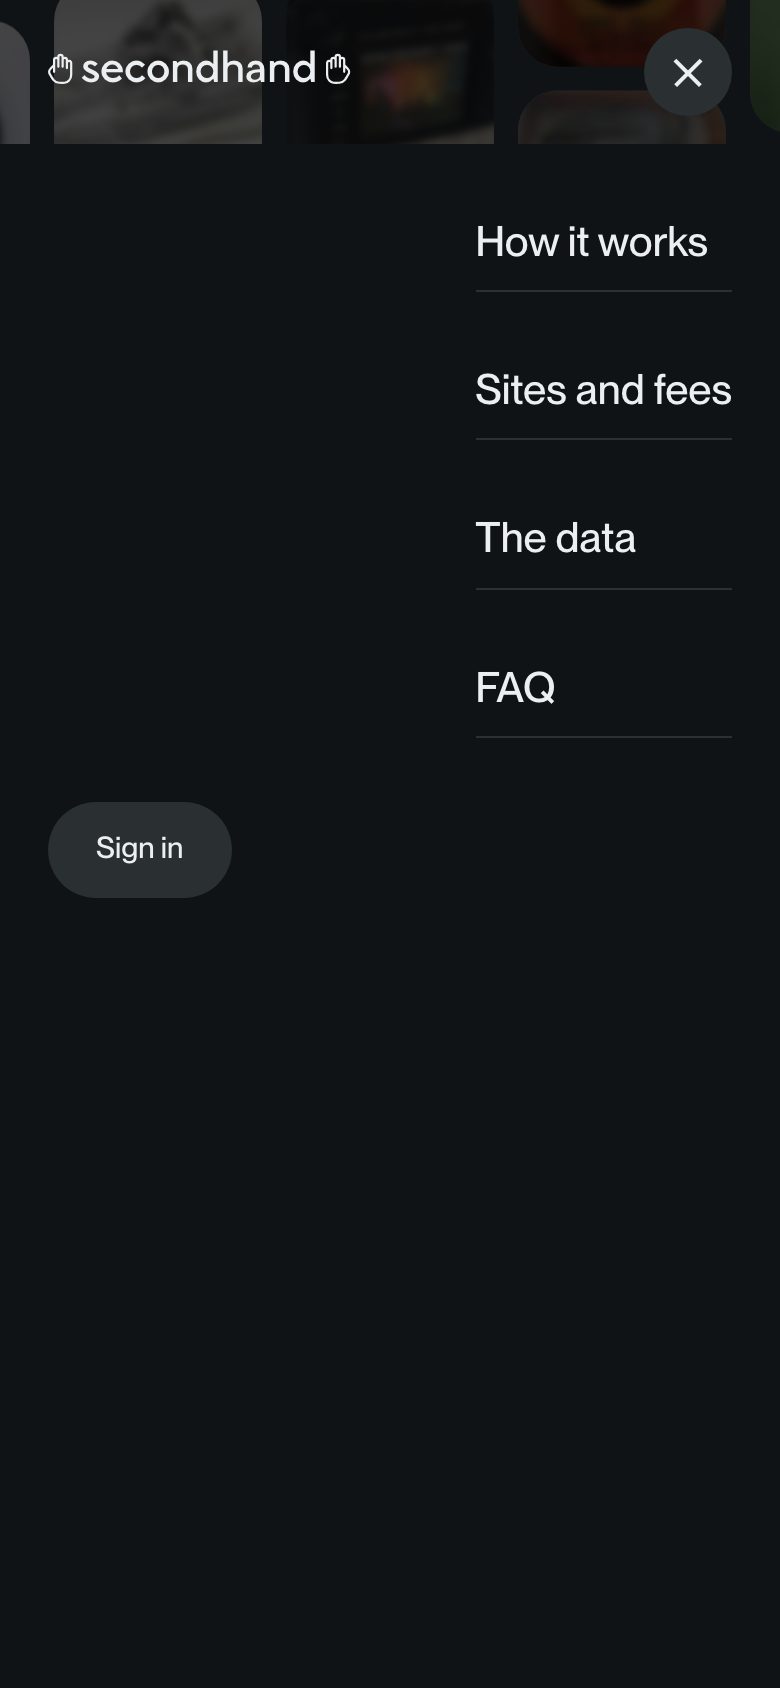 secondhand
How it works
Sites and fees
The data
FAQ
Sign in